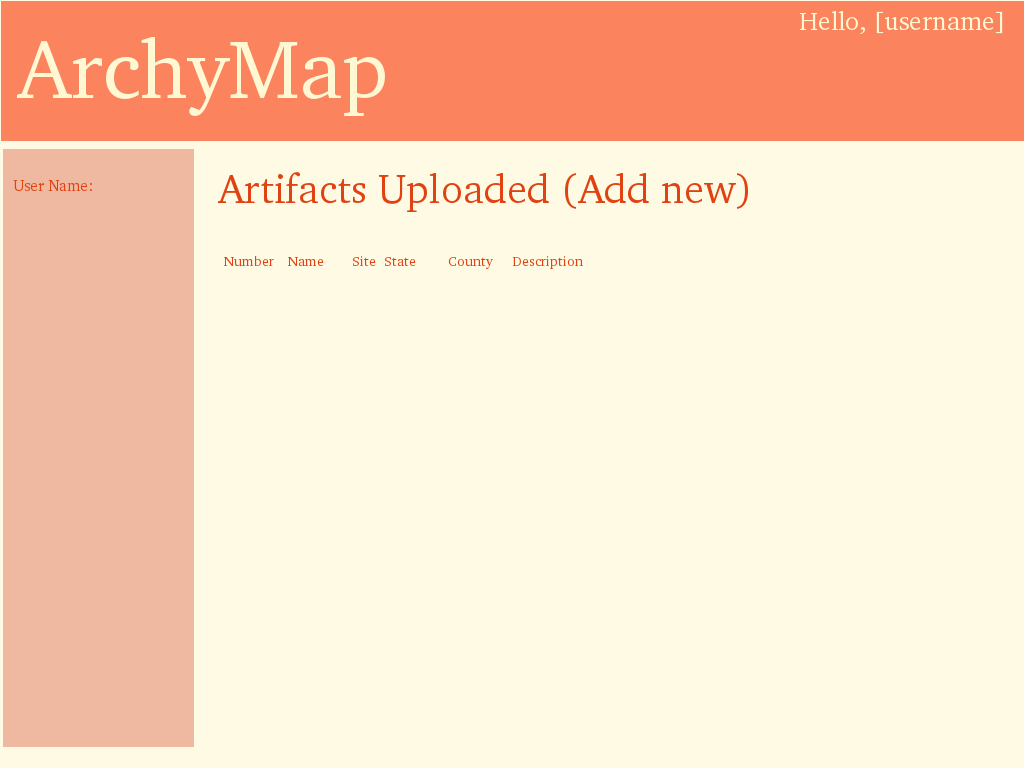 Hello, [username]
ArchyMap
User Name:
Artifacts Uploaded (Add new)
Number Name Site State County Description